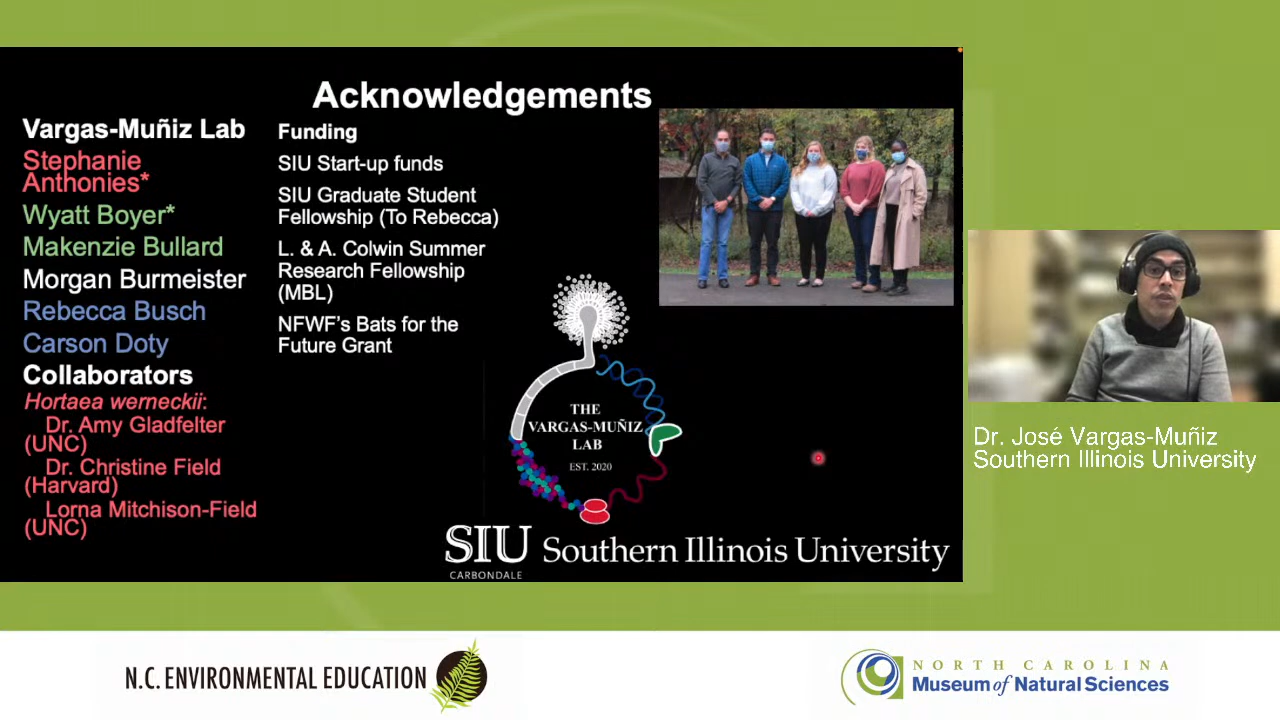 Acknowledgements
Vargas-Muñiz Lab
Stephanie
Anthonies*
Wyatt Boyer*
Makenzie Bullard
Morgan Burmeister
Rebecca Busch
Carson Doty
Collaborators
Hortaea werneckii:
Dr. Amy Gladfelter
(UNC)
Dr. Christine Field
(Harvard)
Lorna Mitchison-Field
(UNC)
Funding
SIU Start-up funds
SIU Graduate Student
Fellowship (To Rebecca)
L. & A. Colwin Summer
Research Fellowship
(MBL)
NFWF's Bats for the
Future Grant
THE
VARGAS-MUÑIZ
LAB
EST. 2020
SIU Southern Illinois University
CARBONDALE
Dr. José Vargas-Muñiz
Southern Illinois University
N.C. ENVIRONMENTAL EDUCATION
NORTH CAROLINA
Museum of Natural Sciences